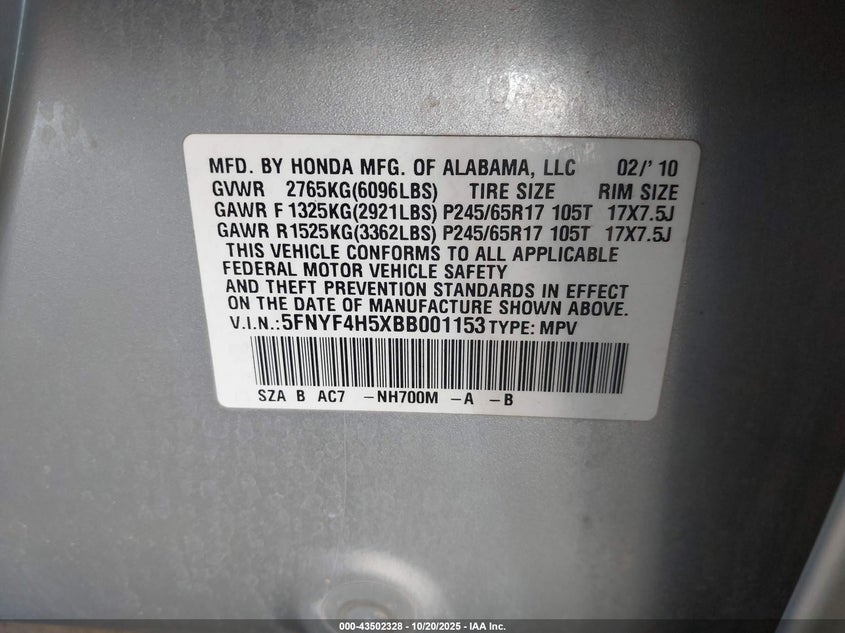 MFD. BY HONDA MFG. OF ALABAMA, LLC 02/' 10
GVWR 2765KG(6096LBS) TIRE SIZE RIM SIZE
GAWR F 1325KG(2921LBS) P245/65R17 105T 17X7.5J
GAWR R1525KG(3362LBS) P245/65R17 105T 17X7.5J
THIS VEHICLE CONFORMS TO ALL APPLICABLE
FEDERAL MOTOR VEHICLE SAFETY
AND THEFT PREVENTION STANDARDS IN EFFECT
ON THE DATE OF MANUFACTURE SHOWN ABOVE.
V.I.N.:5FNYF4H5XBB001153 TYPE: MPV
SZA B AC7 -NH700M -A -B
000-43502328 - 10/20/2025 - IAA Inc.